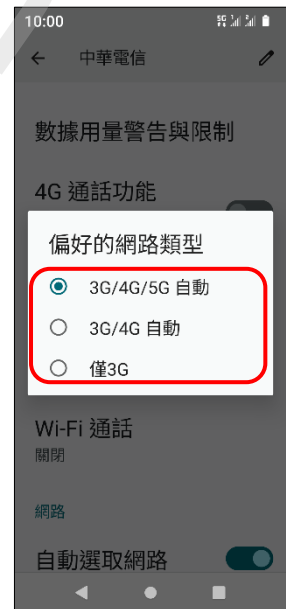 10:00
5G
中華電信
數據用量警告與限制
4G 通話功能
偏好的網路類型
3G/4G/5G 自動
3G/4G 自動
僅3G
Wi-Fi 通話
關閉
網路
自動選取網路